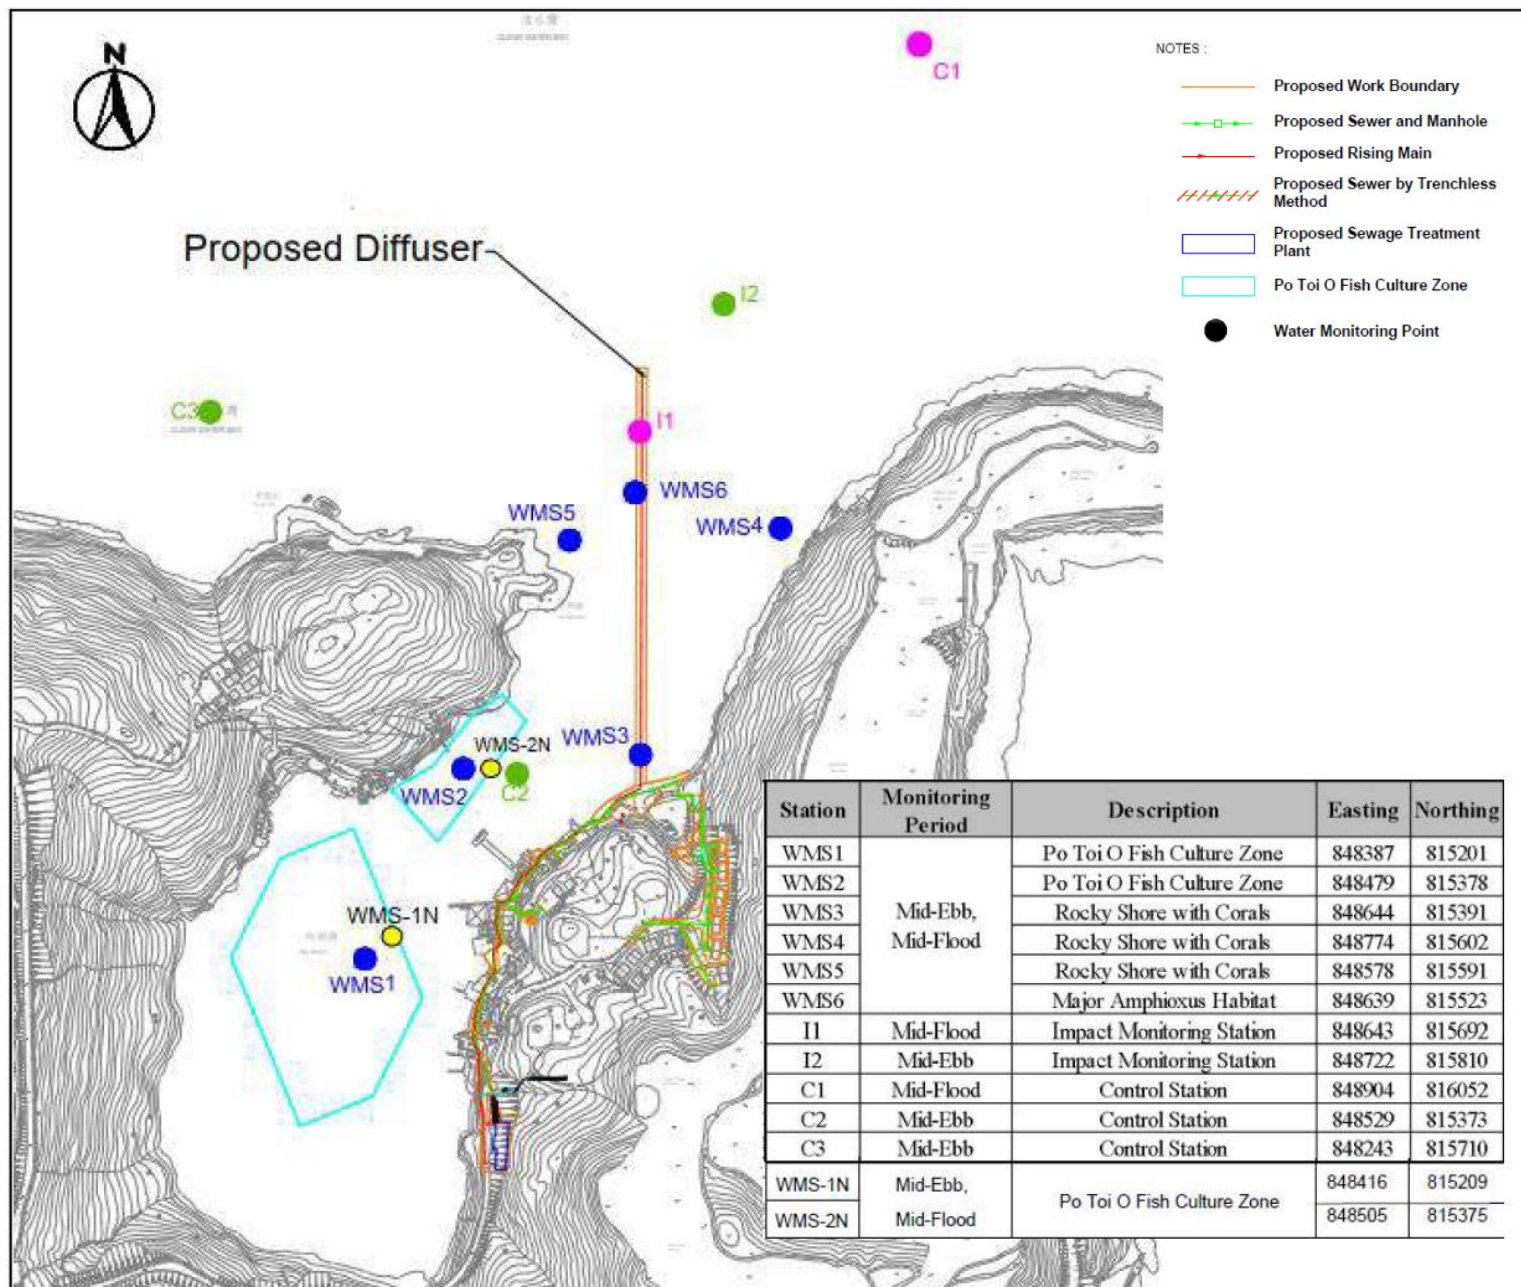 N
C1
NOTES :
Proposed Work Boundary
Proposed Sewer and Manhole
Proposed Rising Main
Proposed Sewer by Trenchless
Method
Proposed Sewage Treatment
Plant
Po Toi O Fish Culture Zone
Water Monitoring Point
Proposed Diffuser
I2
C3
I1
WMS6
WMS5
WMS4
WMS3
WMS-2N
WMS2
C2
WMS-1N
WMS1
Station Monitoring Period Description Easting Northing
WMS1 Mid-Ebb, Mid-Flood Po Toi O Fish Culture Zone 848387 815201
WMS2 Po Toi O Fish Culture Zone 848479 815378
WMS3 Rocky Shore with Corals 848644 815391
WMS4 Rocky Shore with Corals 848774 815602
WMS5 Rocky Shore with Corals 848578 815591
WMS6 Major Amphioxus Habitat 848639 815523
I1 Mid-Flood Impact Monitoring Station 848643 815692
I2 Mid-Ebb Impact Monitoring Station 848722 815810
C1 Mid-Flood Control Station 848904 816052
C2 Mid-Ebb Control Station 848529 815373
C3 Mid-Ebb Control Station 848243 815710
WMS-1N Mid-Ebb, Po Toi O Fish Culture Zone 848416 815209
WMS-2N Mid-Flood 848505 815375